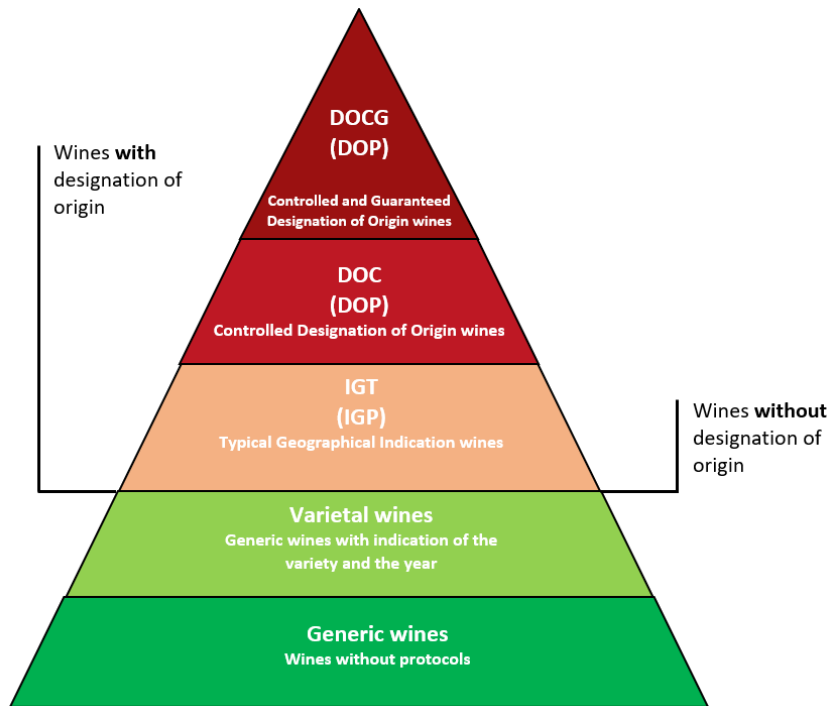 DOCG
(DOP)
Controlled and Guaranteed
Designation of Origin wines
Wines with
designation of
origin
DOC
(DOP)
Controlled Designation of Origin wines
IGT
(IGP)
Typical Geographical Indication wines
Wines without
designation of
origin
Varietal wines
Generic wines with indication of the
variety and the year
Generic wines
Wines without protocols